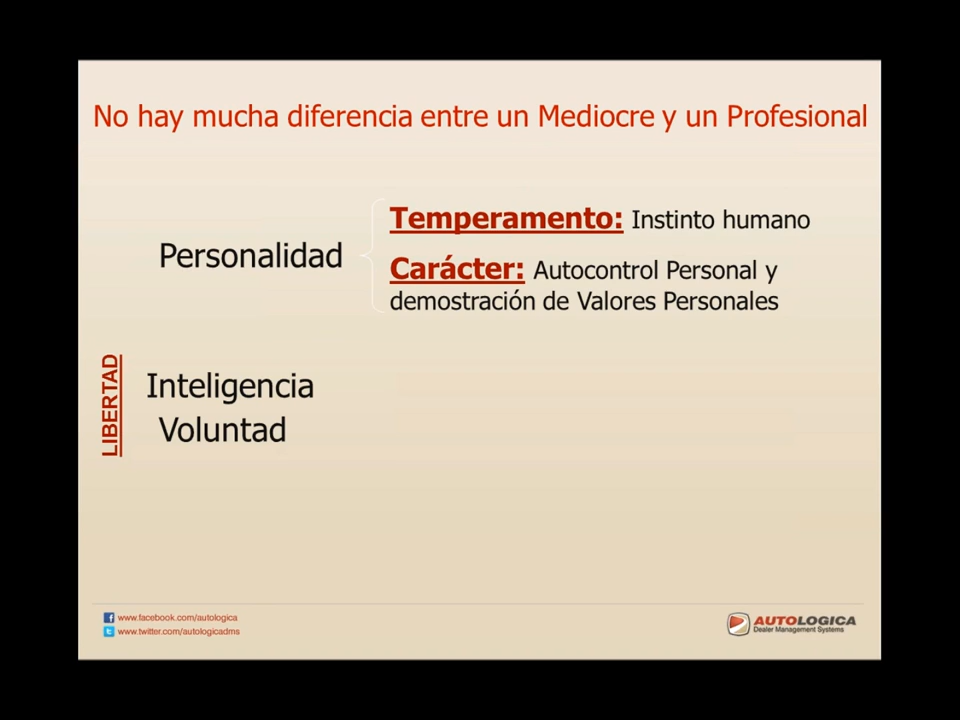 No hay mucha diferencia entre un Mediocre y un Profesional
Personalidad
Temperamento: Instinto humano
Carácter: Autocontrol Personal y
demostración de Valores Personales
LIBERTAD
Inteligencia
Voluntad
www.facebook.com/autologica
www.twitter.com/autologicadms
AUTOLOGICA
Dealer Management Systems